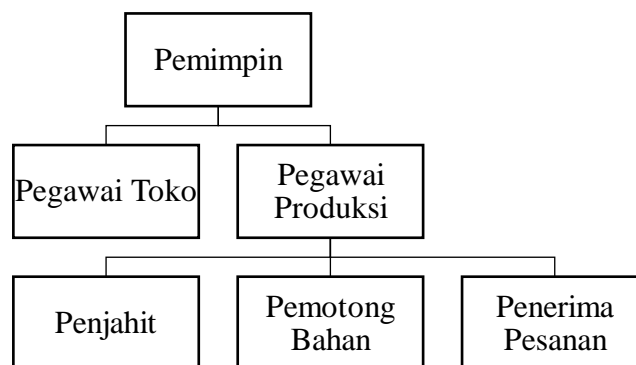 Pemimpin
Pegawai Toko
Pegawai
Produksi
Penjahit
Pemotong
Bahan
Penerima
Pesanan